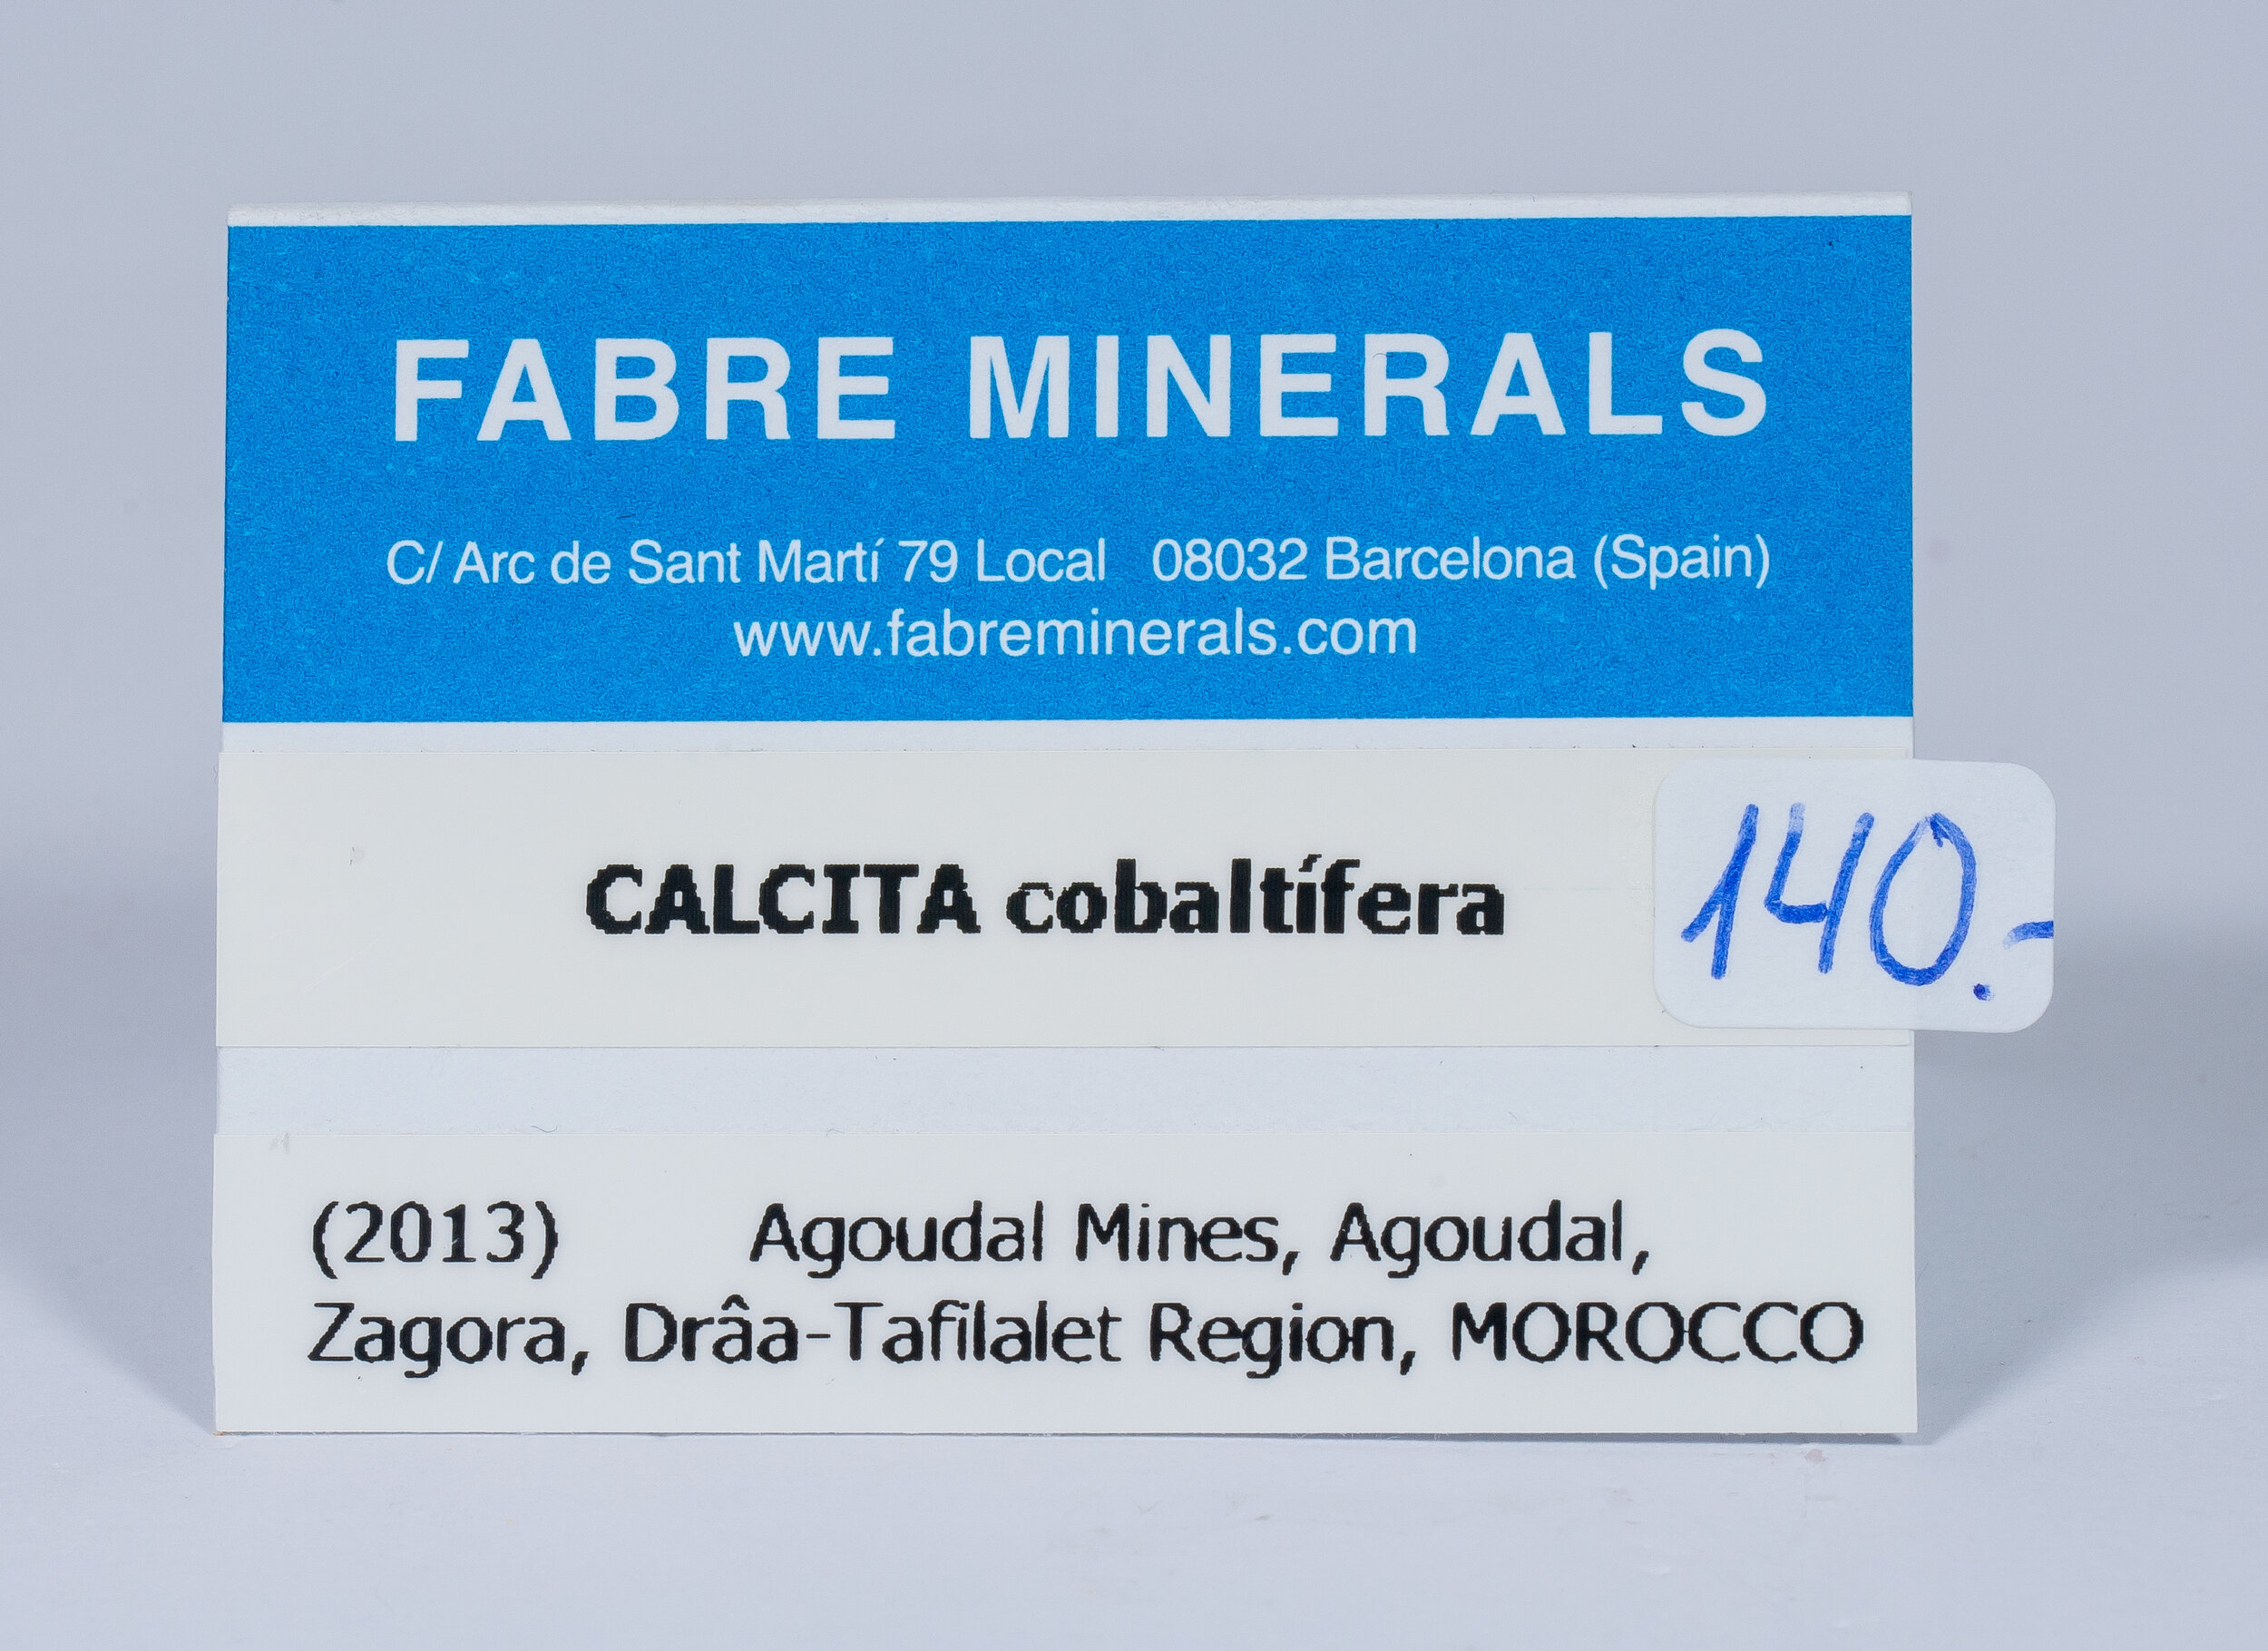 FABRE MINERALS
C/ Arc de Sant Martí 79 Local 08032 Barcelona (Spain)
www.fabreminerals.com
CALCITA cobaltífera
140.-
(2013) Agoudal Mines, Agoudal,
Zagora, Drâa-Tafilalet Region, MOROCCO